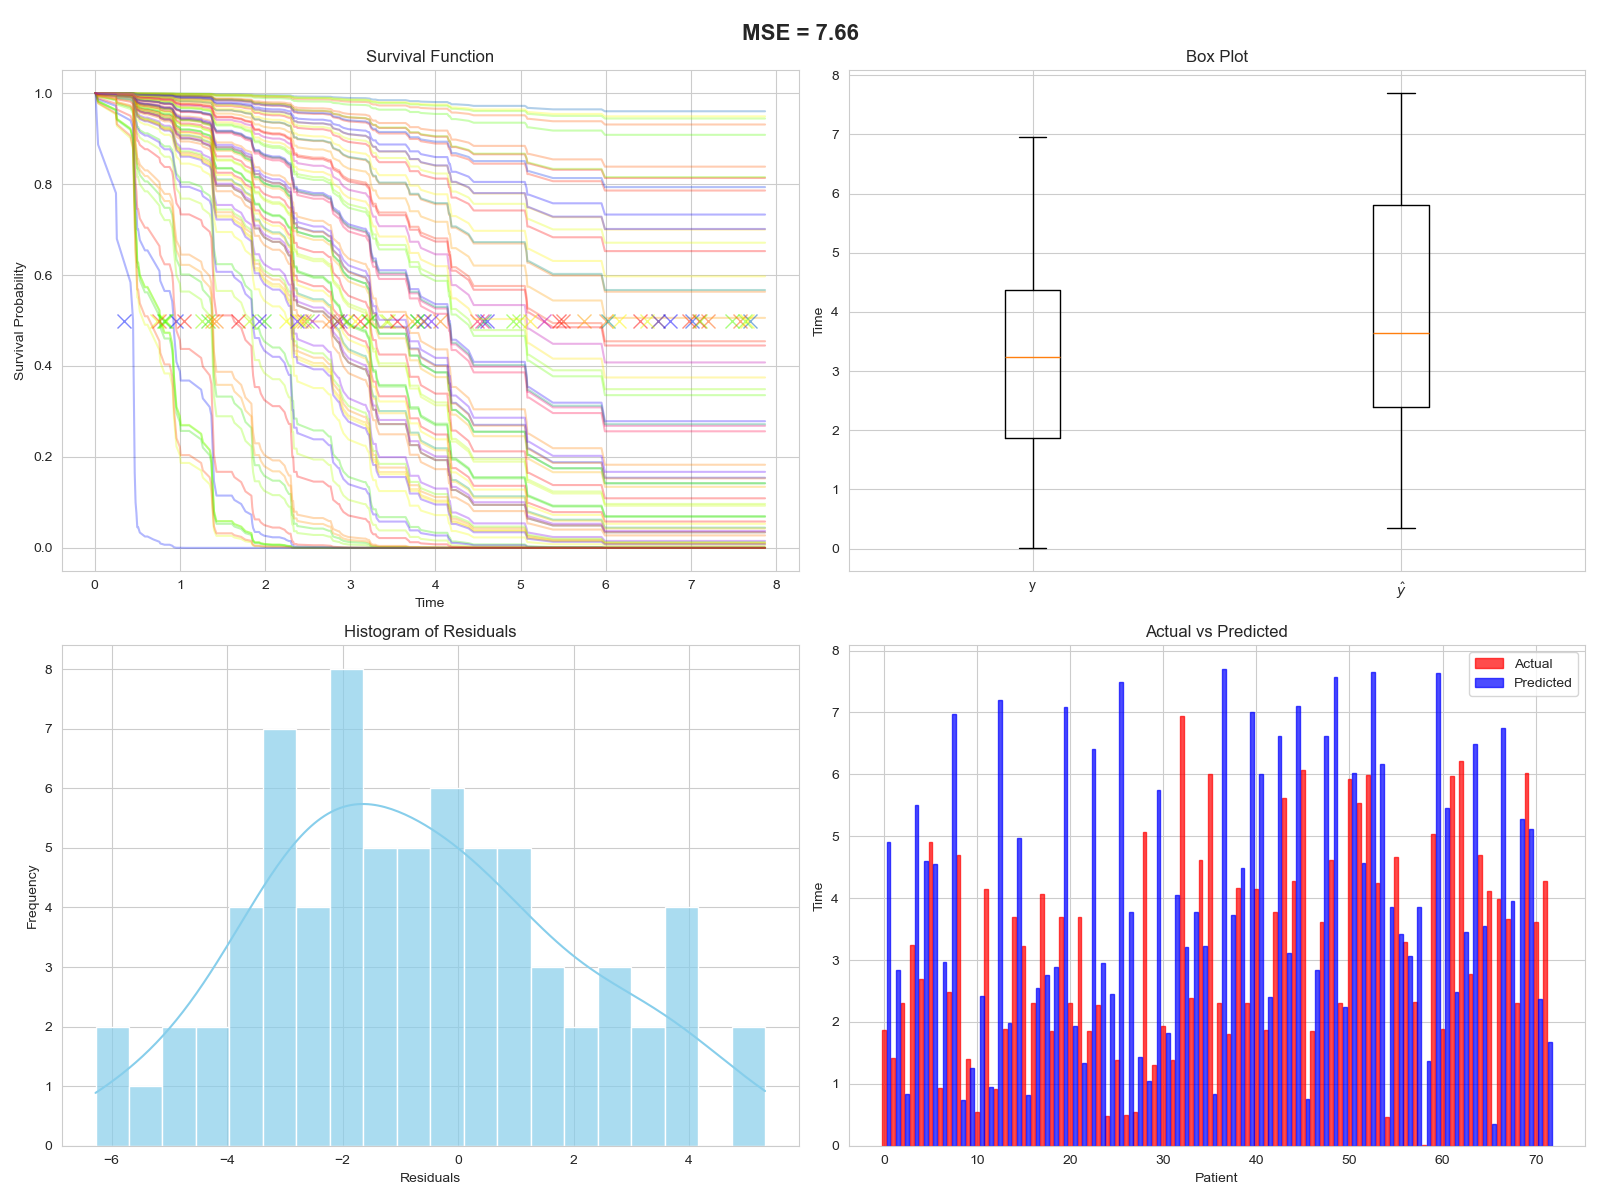 MSE = 7.66
Survival Function
Survival Probability
1.0
0.8
0.6
0.4
0.2
0.0
0 1 2 3 4 5 6 7 8
Time
Box Plot
Time
8
7
6
5
4
3
2
1
0
y ŷ
Histogram of Residuals
Frequency
8
7
6
5
4
3
2
1
0
−6 −4 −2 0 2 4
Residuals
Actual vs Predicted
Time
8
7
6
5
4
3
2
1
0
Actual
Predicted
0 10 20 30 40 50 60 70
Patient